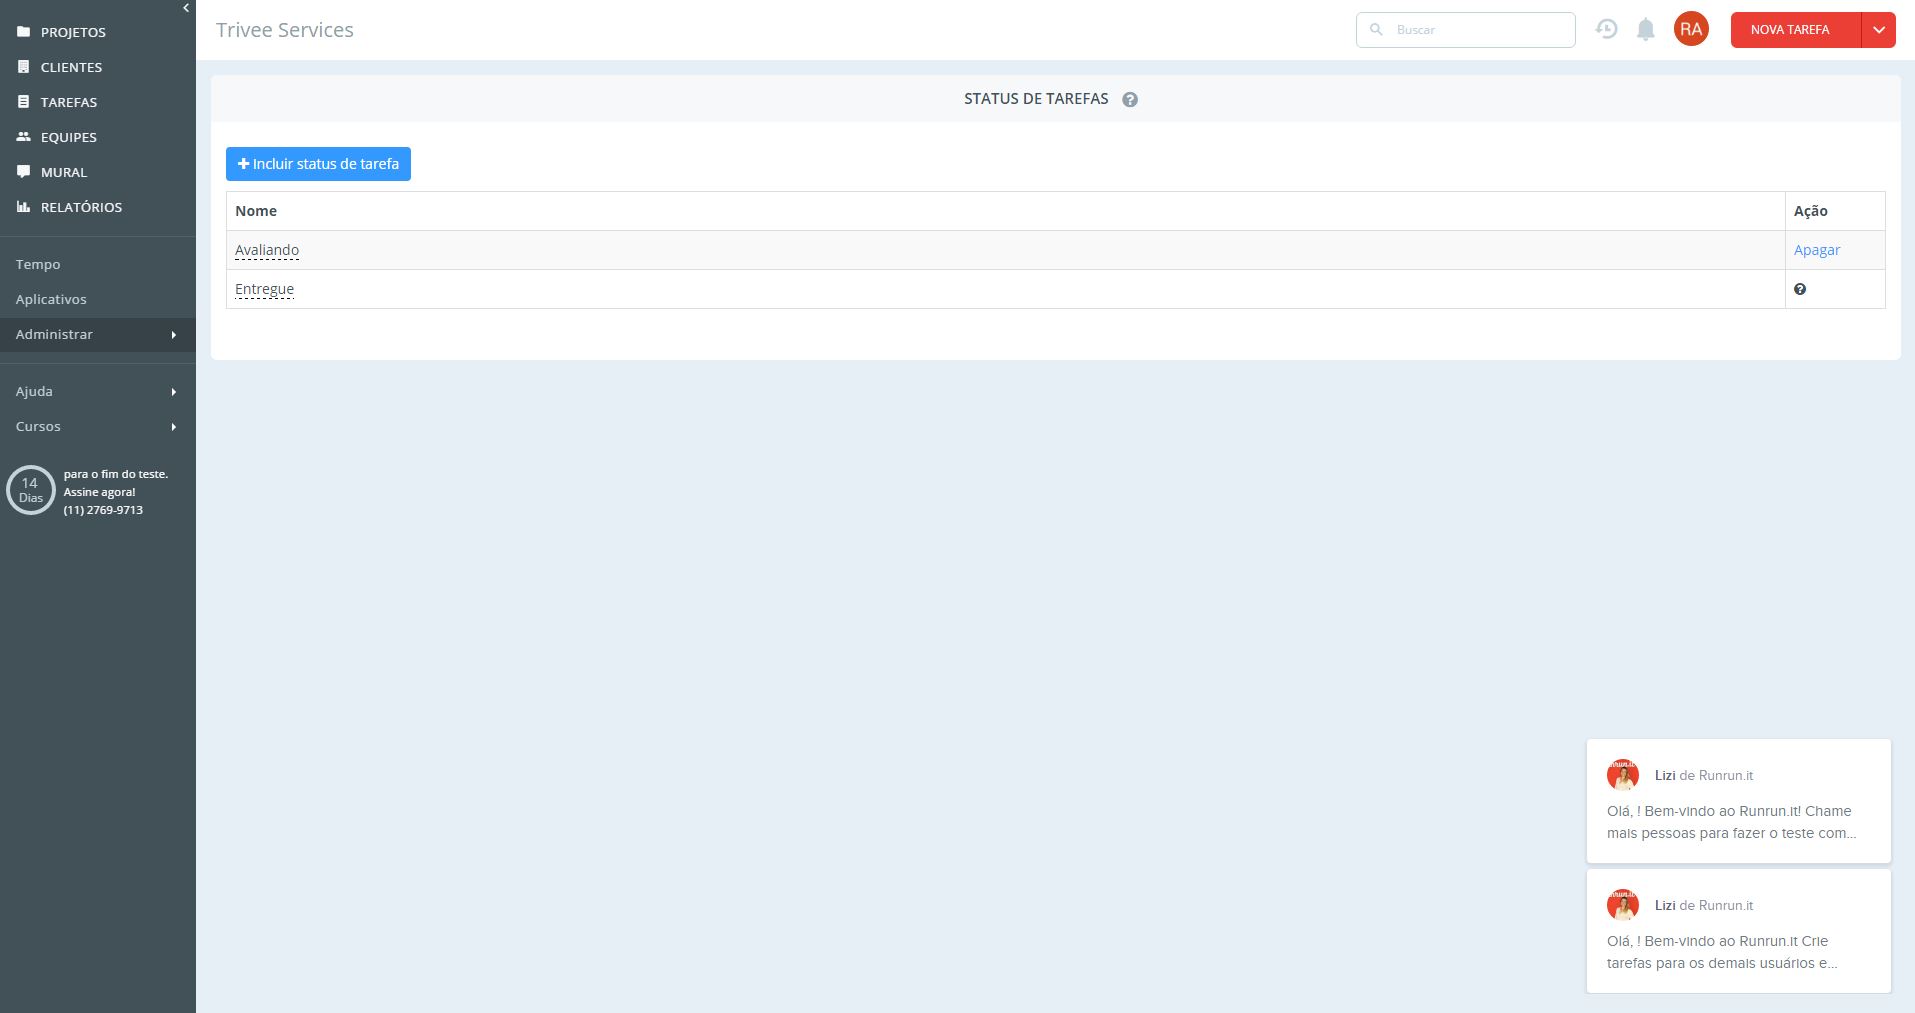 PROJETOS
CLIENTES
TAREFAS
EQUIPES
MURAL
RELATÓRIOS
Tempo
Aplicativos
Administrar
Ajuda
Cursos
14
Dias
para o fim do teste.
Assine agora!
(11) 2769-9713
Trivee Services
Buscar
RA
NOVA TAREFA
STATUS DE TAREFAS ?
+ Incluir status de tarefa
Nome Ação
Avaliando Apagar
Entregue ?
Lizi de Runrun.it
Olá, ! Bem-vindo ao Runrun.it! Chame
mais pessoas para fazer o teste com...
Lizi de Runrun.it
Olá, ! Bem-vindo ao Runrun.it Crie
tarefas para os demais usuários e...